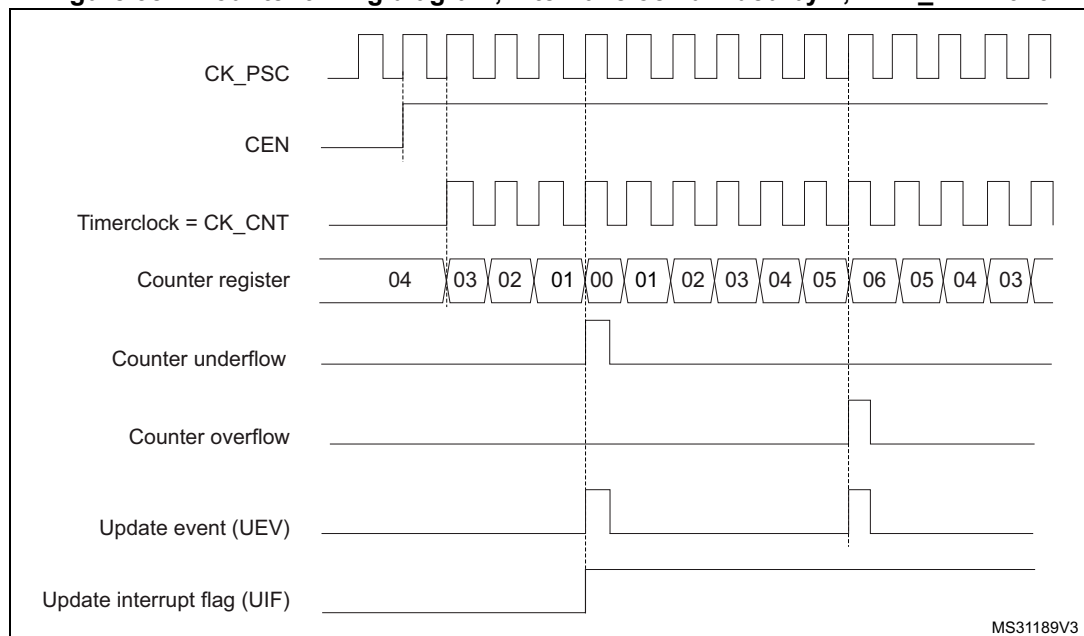 CK_PSC
CEN
Timerclock = CK_CNT
Counter register 04 03 02 01 00 01 02 03 04 05 06 05 04 03
Counter underflow
Counter overflow
Update event (UEV)
Update interrupt flag (UIF)
MS31189V3